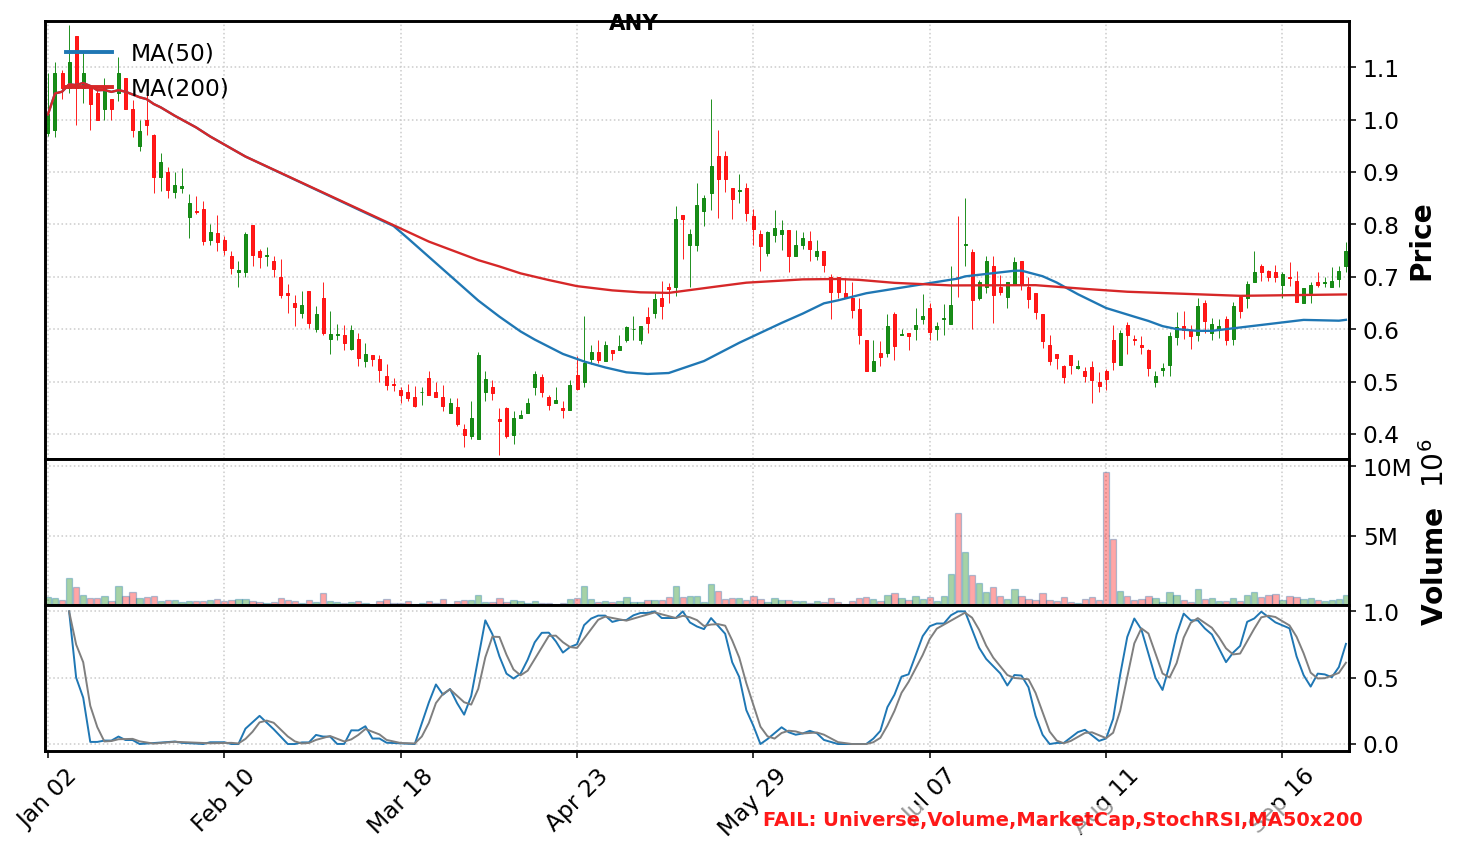 ANY
MA(50)
MA(200)
1.1
1.0
0.9
0.8
0.7
0.6
0.5
0.4
Price
10M
5M
Volume 10^6
1.0
0.5
0.0
Jan 02
Feb 10
Mar 18
Apr 23
May 29
Jul 07
Aug 11
Sep 16
FAIL: Universe,Volume,MarketCap,StochRSI,MA50x200